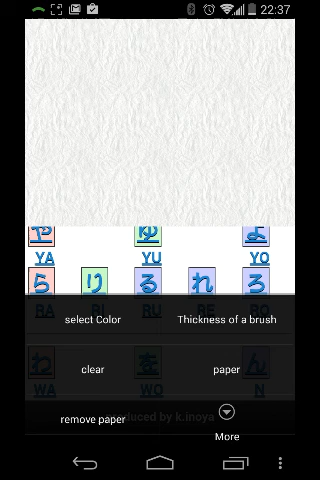 22:37
や ゆ よ
YA YU YO
ら り る れ ろ
RA RI RU RE RO
select Color Thickness of a brush
clear paper
わ を ん
WA WO N
remove paper
produced by k.inoya
More